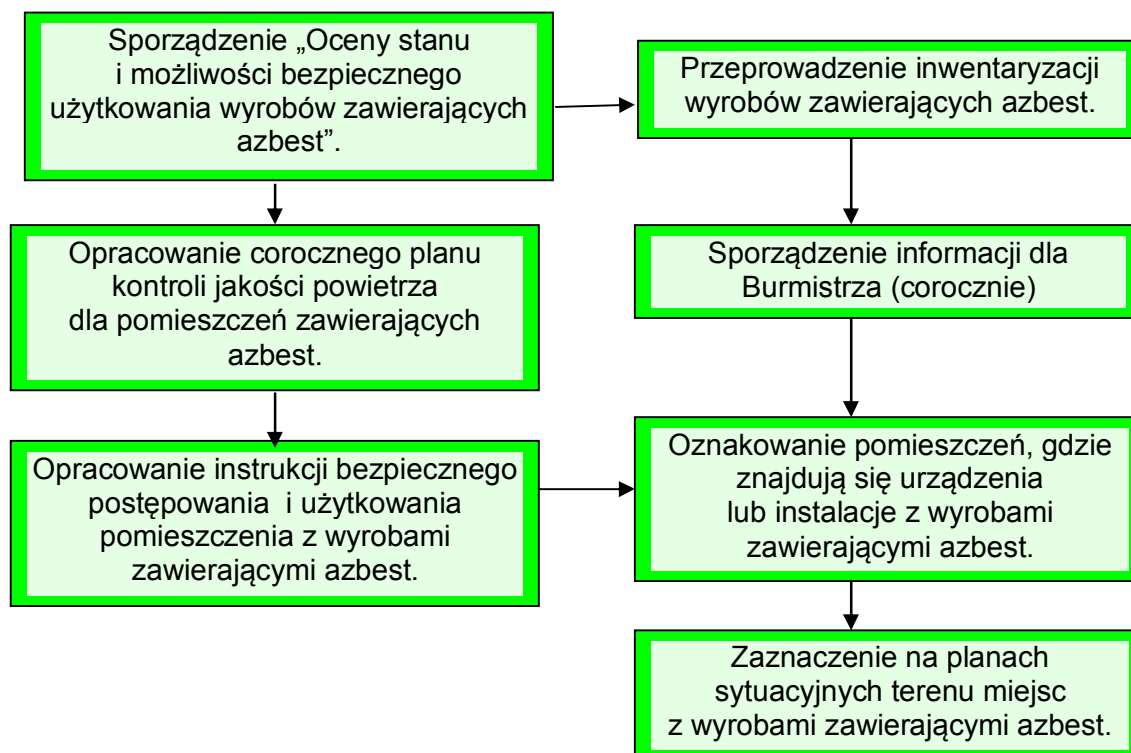 Sporządzenie „Oceny stanu
i możliwości bezpiecznego
użytkowania wyrobów zawierających
azbest”.
Przeprowadzenie inwentaryzacji
wyrobów zawierających azbest.
Opracowanie corocznego planu
kontroli jakości powietrza
dla pomieszczeń zawierających
azbest.
Sporządzenie informacji dla
Burmistrza (corocznie)
Opracowanie instrukcji bezpiecznego
postępowania i użytkowania
pomieszczenia z wyrobami
zawierającymi azbest.
Oznakowanie pomieszczeń, gdzie
znajdują się urządzenia
lub instalacje z wyrobami
zawierającymi azbest.
Zaznaczenie na planach
sytuacyjnych terenu miejsc
z wyrobami zawierającymi azbest.